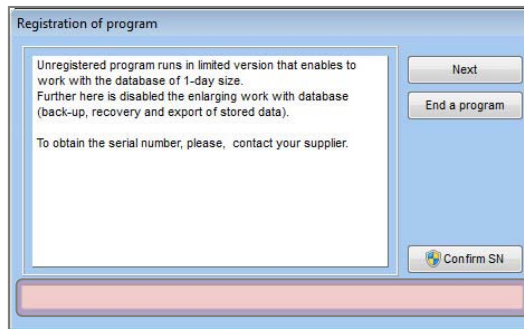 Registration of program
Unregistered program runs in limited version that enables to
work with the database of 1-day size.
Further here is disabled the enlarging work with database
(back-up, recovery and export of stored data).
To obtain the serial number, please, contact your supplier.
Next
End a program
Confirm SN